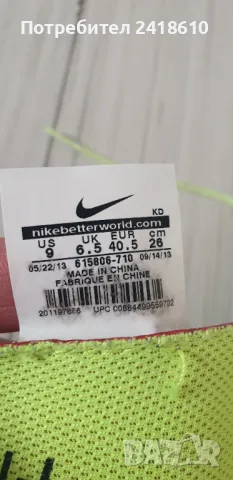 Потребител 2418610
KD
nikebetterworld.com
US UK EUR cm
9 6.5 40.5 26
05/22/13 615806-710 09/14/13
MADE IN CHINA
FABRIQUE EN CHINE
UPC
bazar